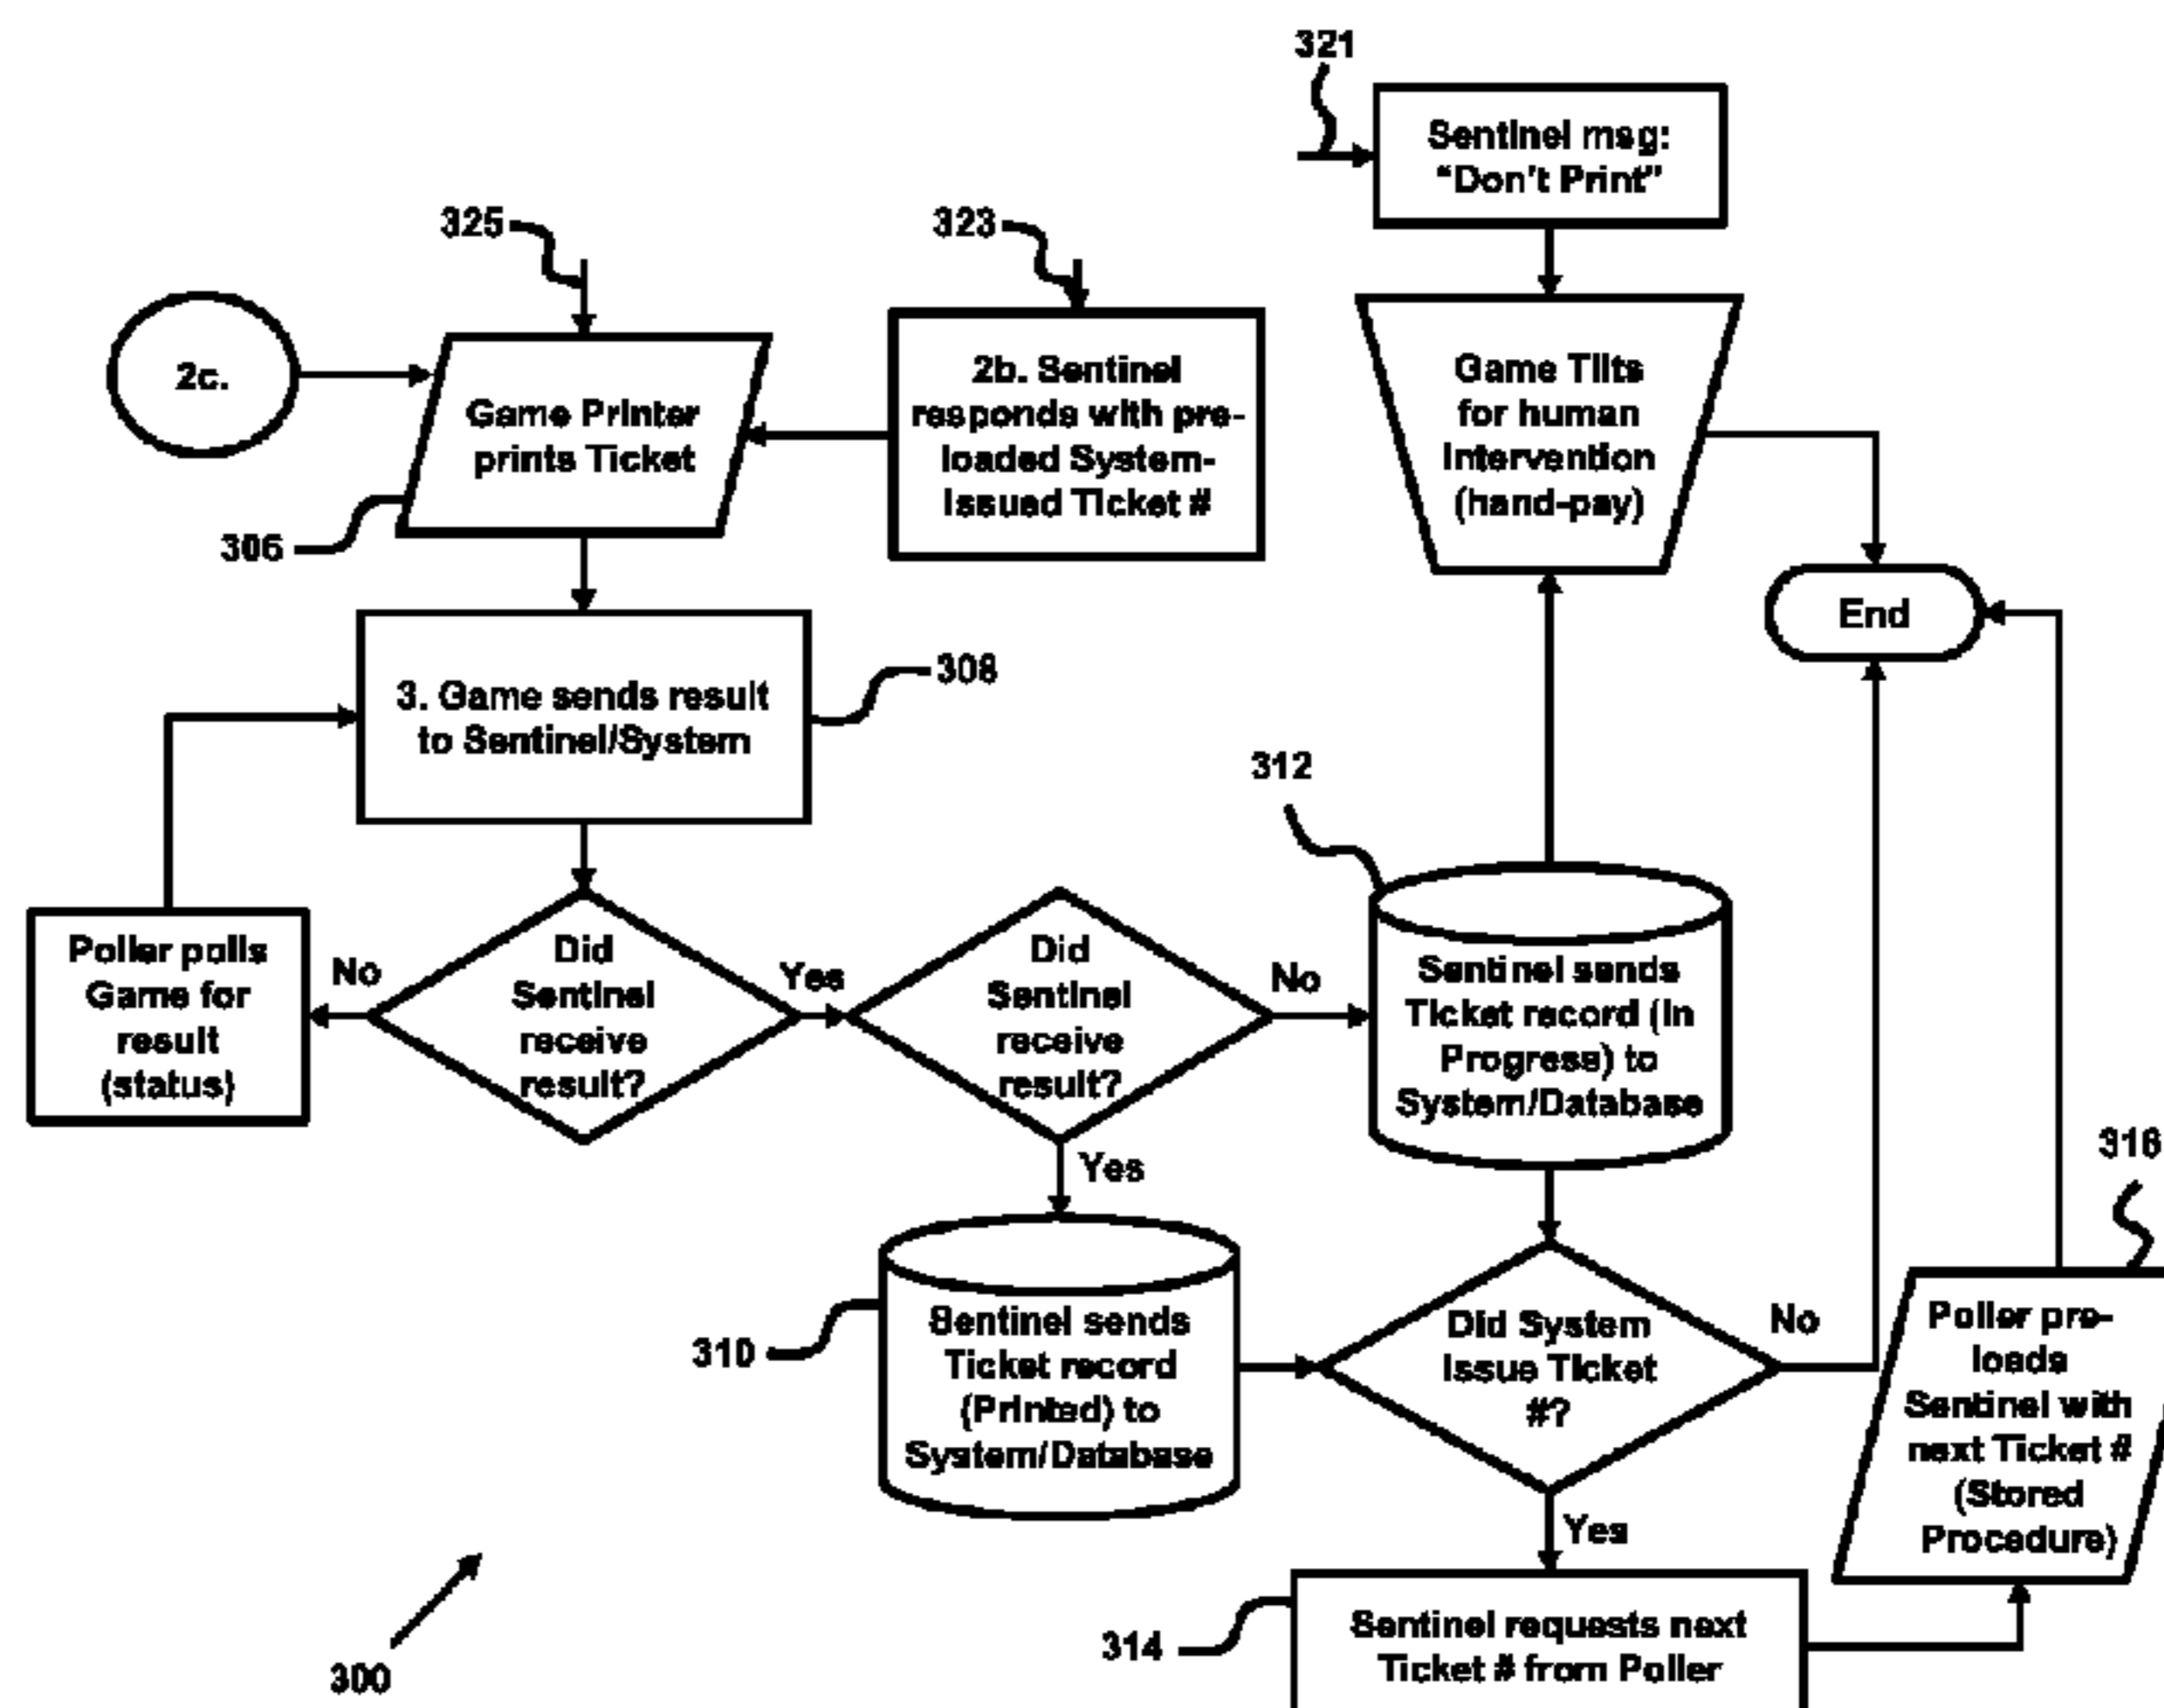 321
Sentinel msg:
“Don't Print”
325
323
2c.
Game Printer
prints Ticket
306
2b. Sentinel
responds with pre-
loaded System-
Issued Ticket #
Game Tilts
for human
Intervention
(hand-pay)
End
3. Game sends result
to Sentinel/System
308
312
Poller polls
Game for
result
(status)
No
Did
Sentinel
receive
result?
Yes
Did
Sentinel
receive
result?
No
Sentinel sends
Ticket record (In
Progress) to
System/Database
Yes
316
310
Sentinel sends
Ticket record
(Printed) to
System/Database
Did System
Issue Ticket
#?
No
Poller pre-
loads
Sentinel with
next Ticket #
(Stored
Procedure)
Yes
314
Sentinel requests next
Ticket # from Poller
300